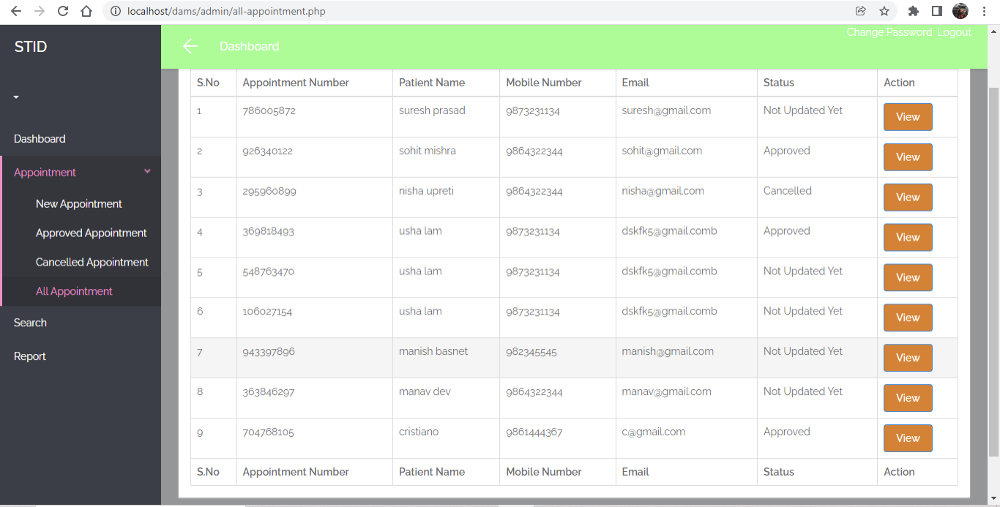 localhost/dams/admin/all-appointment.php
STID
Dashboard
Change Password Logout
Dashboard
Appointment
New Appointment
Approved Appointment
Cancelled Appointment
All Appointment
Search
Report
S.No Appointment Number Patient Name Mobile Number Email Status Action
1 786005872 suresh prasad 9873231134 suresh@gmail.com Not Updated Yet View
2 926340122 sohit mishra 9864322344 sohit@gmail.com Approved View
3 295960899 nisha upreti 9864322344 nisha@gmail.com Cancelled View
4 369818493 usha lam 9873231134 dskfk5@gmail.comb Approved View
5 548763470 usha lam 9873231134 dskfk5@gmail.comb Not Updated Yet View
6 106027154 usha lam 9873231134 dskfk5@gmail.comb Not Updated Yet View
7 943397896 manish basnet 982345545 manish@gmail.com Not Updated Yet View
8 363846297 manav dev 9864322344 manav@gmail.com Not Updated Yet View
9 704768105 cristiano 9861444367 c@gmail.com Approved View
S.No Appointment Number Patient Name Mobile Number Email Status Action